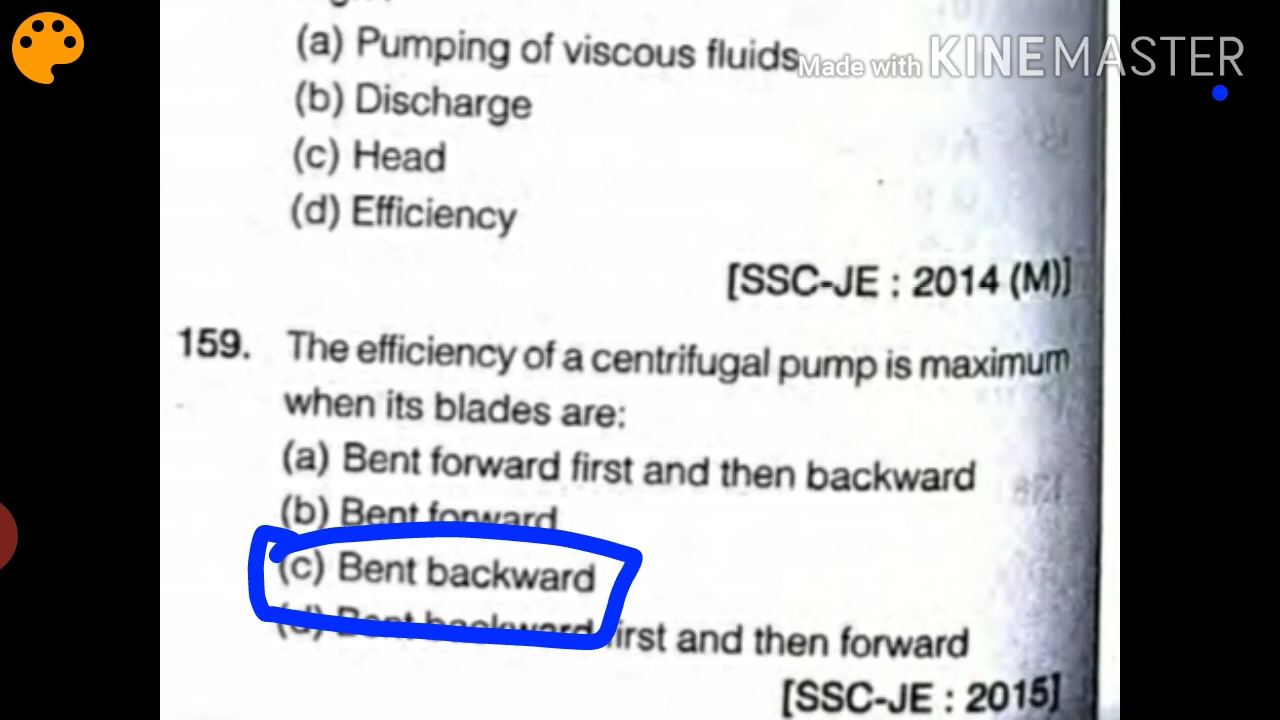 (a) Pumping of viscous fluids
Made with KINEMASTER
(b) Discharge
(c) Head
(d) Efficiency
[SSC-JE : 2014 (M)]
159. The efficiency of a centrifugal pump is maximum
when its blades are:
(a) Bent forward first and then backward
(b) Bent forward
(c) Bent backward
(d) Bent backward first and then forward
[SSC-JE : 2015]